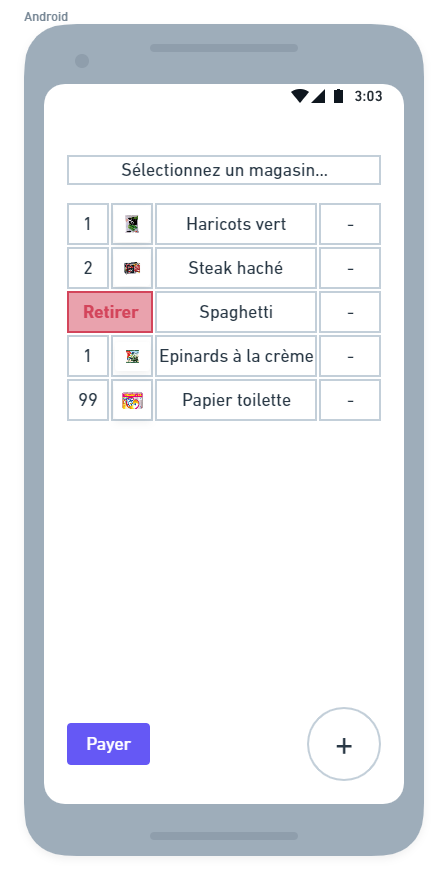 Android
3:03
Sélectionnez un magasin...
1 Haricots vert -
2 Steak haché -
Retirer Spaghetti -
1 Epinards à la crème -
99 Papier toilette -
Payer +